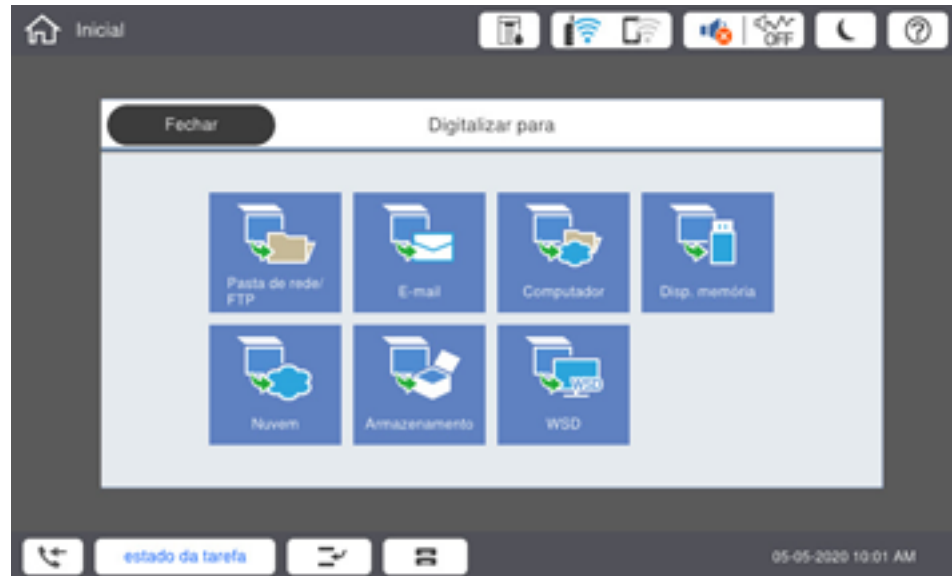 Inicial
OFF
Fechar
Digitalizar para
Pasta de rede/
FTP
E-mail
Computador
Disp. memória
Nuvem
Armazenamento
WSD
WSD
estado da tarefa
05-05-2020 10:01 AM